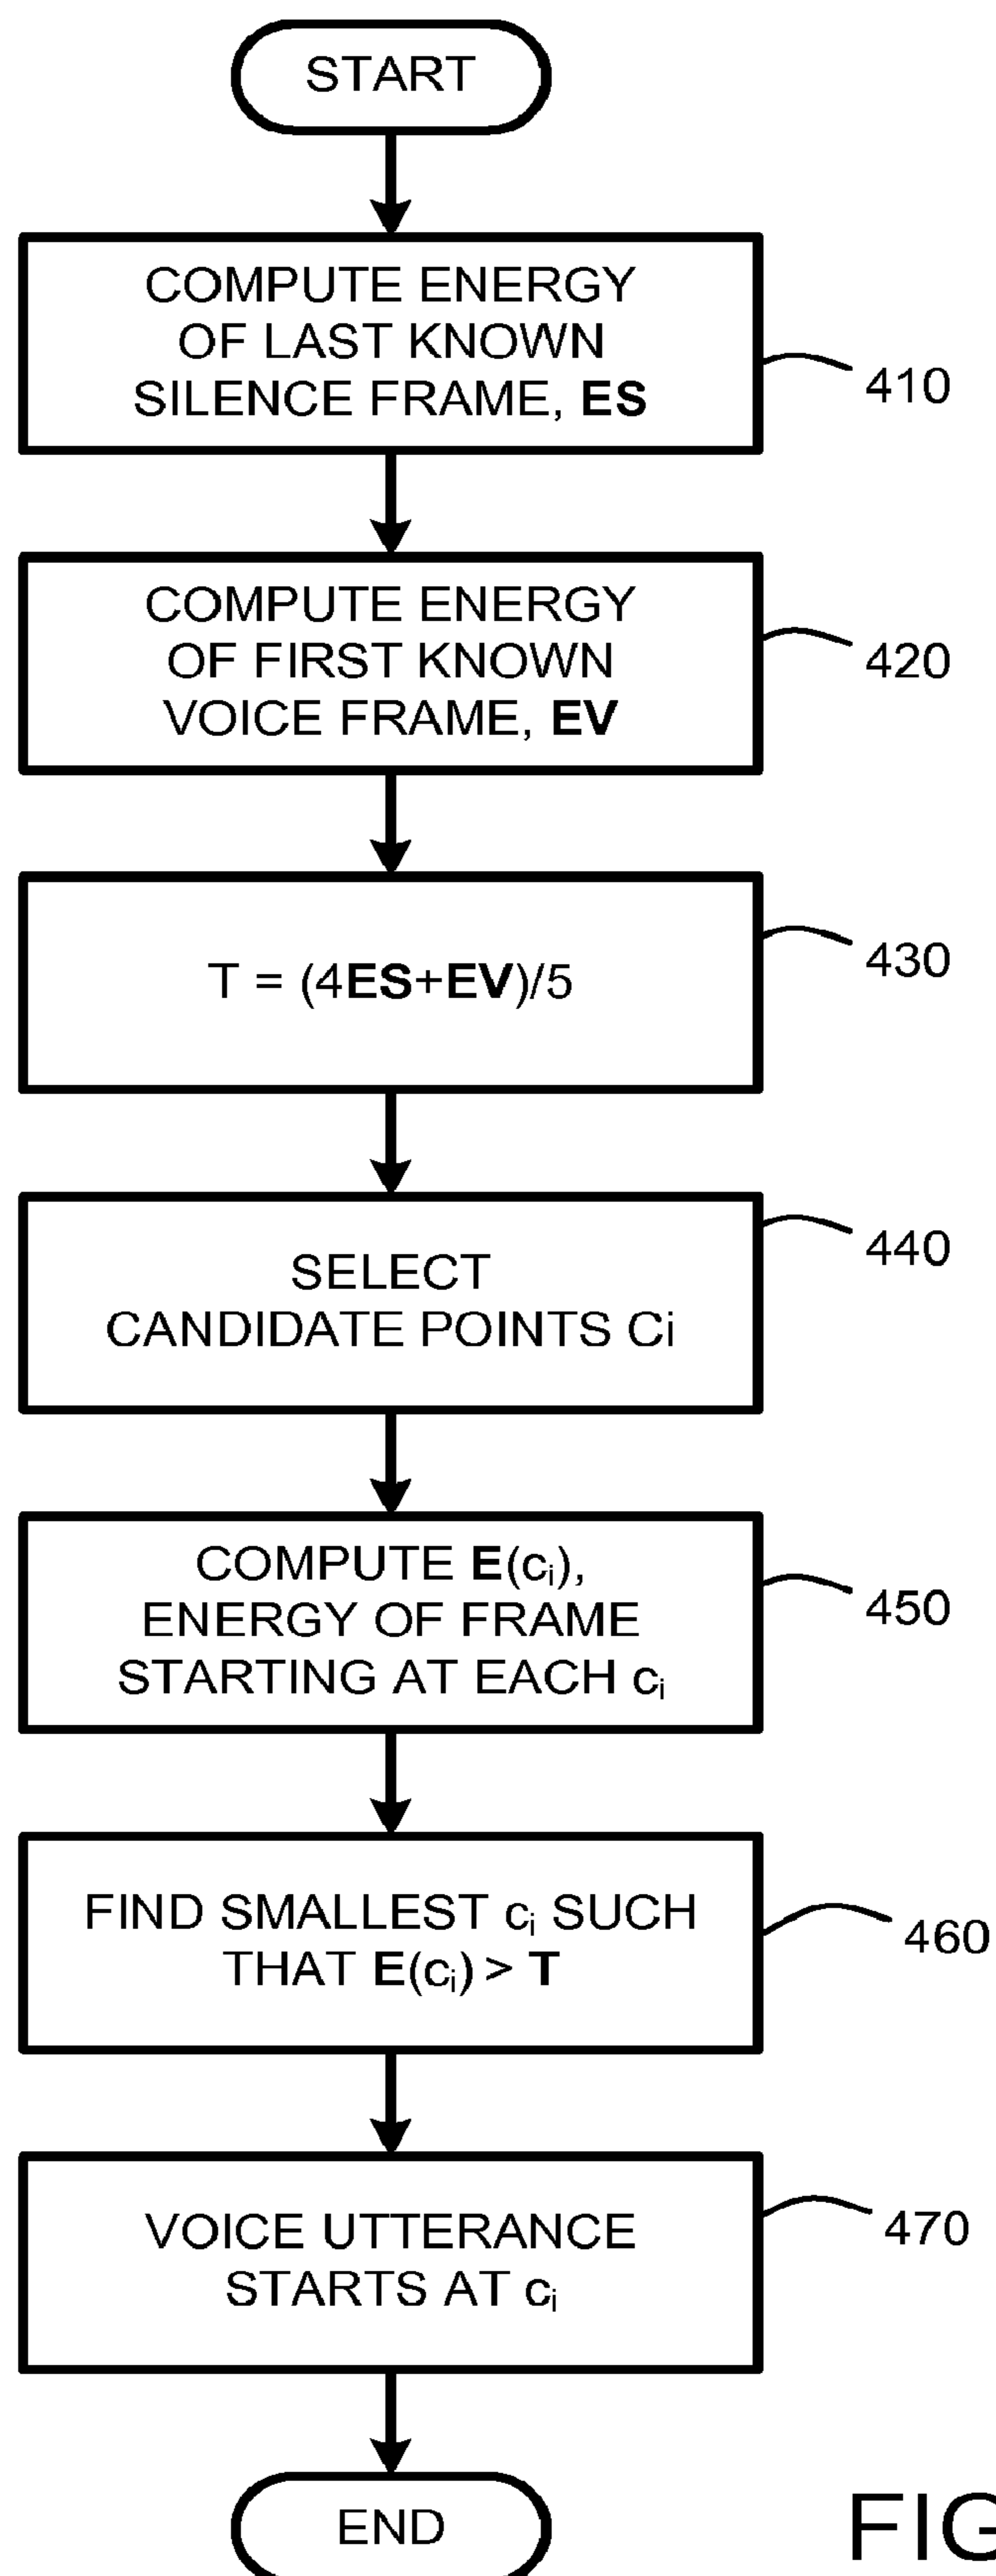 START
COMPUTE ENERGY
OF LAST KNOWN
SILENCE FRAME, ES
410
COMPUTE ENERGY
OF FIRST KNOWN
VOICE FRAME, EV
420
T = (4ES+EV)/5
430
SELECT
CANDIDATE POINTS Ci
440
COMPUTE E(cᵢ),
ENERGY OF FRAME
STARTING AT EACH cᵢ
450
FIND SMALLEST cᵢ SUCH
THAT E(cᵢ) > T
460
VOICE UTTERANCE
STARTS AT cᵢ
470
END
FIG